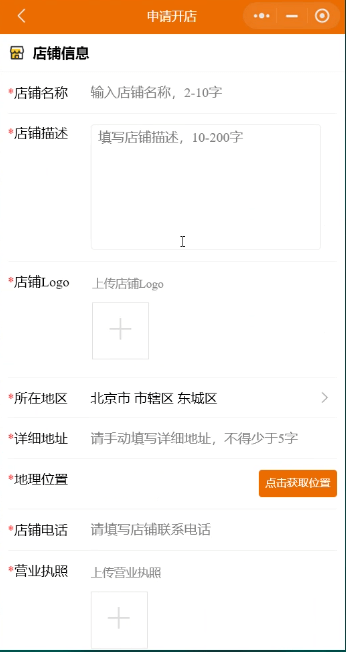 申请开店
店铺信息
*店铺名称 输入店铺名称，2-10字
*店铺描述 填写店铺描述，10-200字
*店铺Logo 上传店铺Logo
*所在地区 北京市 市辖区 东城区
*详细地址 请手动填写详细地址，不得少于5字
*地理位置 点击获取位置
*店铺电话 请填写店铺联系电话
*营业执照 上传营业执照